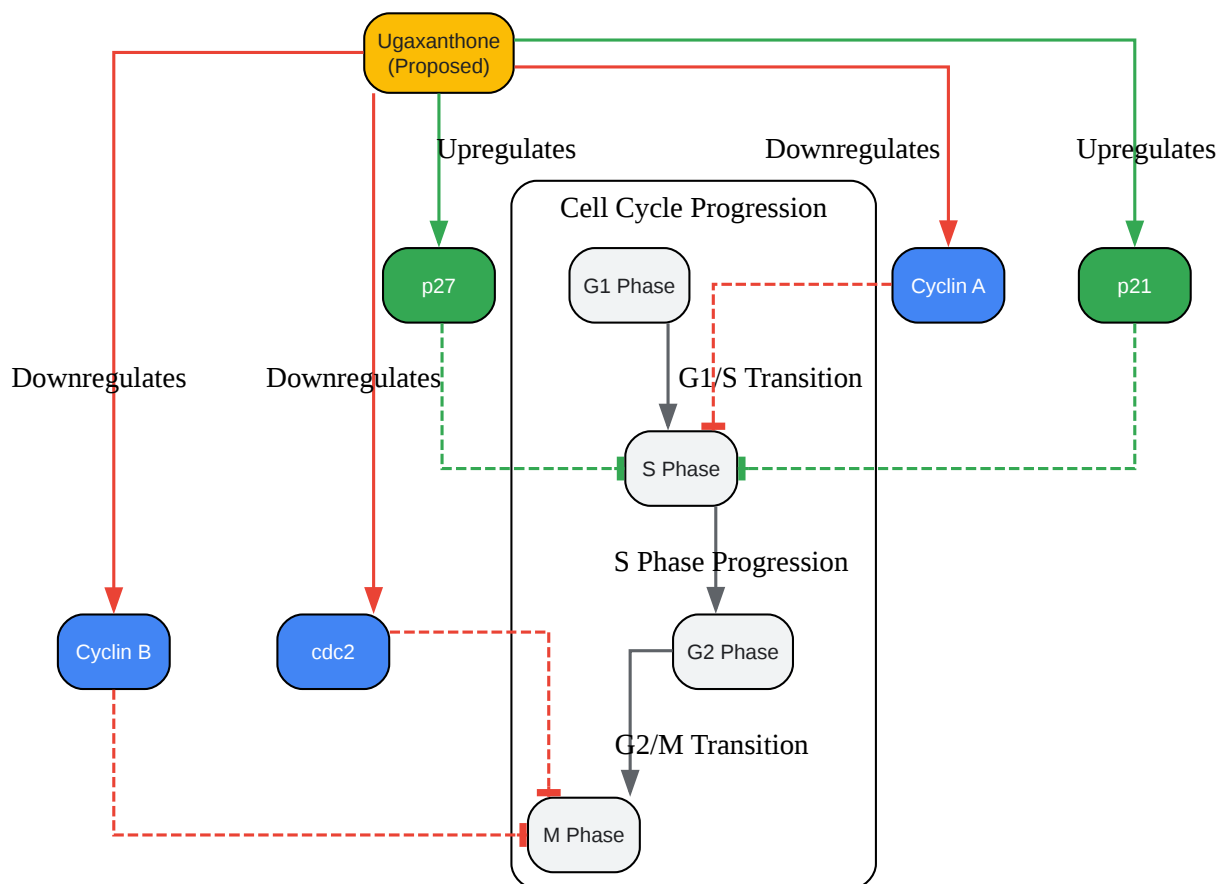 Ugaxanthone
(Proposed)
Upregulates
Downregulates
Upregulates
Cell Cycle Progression
p27
G1 Phase
Cyclin A
p21
Downregulates
Downregulates
G1/S Transition
S Phase
S Phase Progression
Cyclin B
cdc2
G2 Phase
G2/M Transition
M Phase